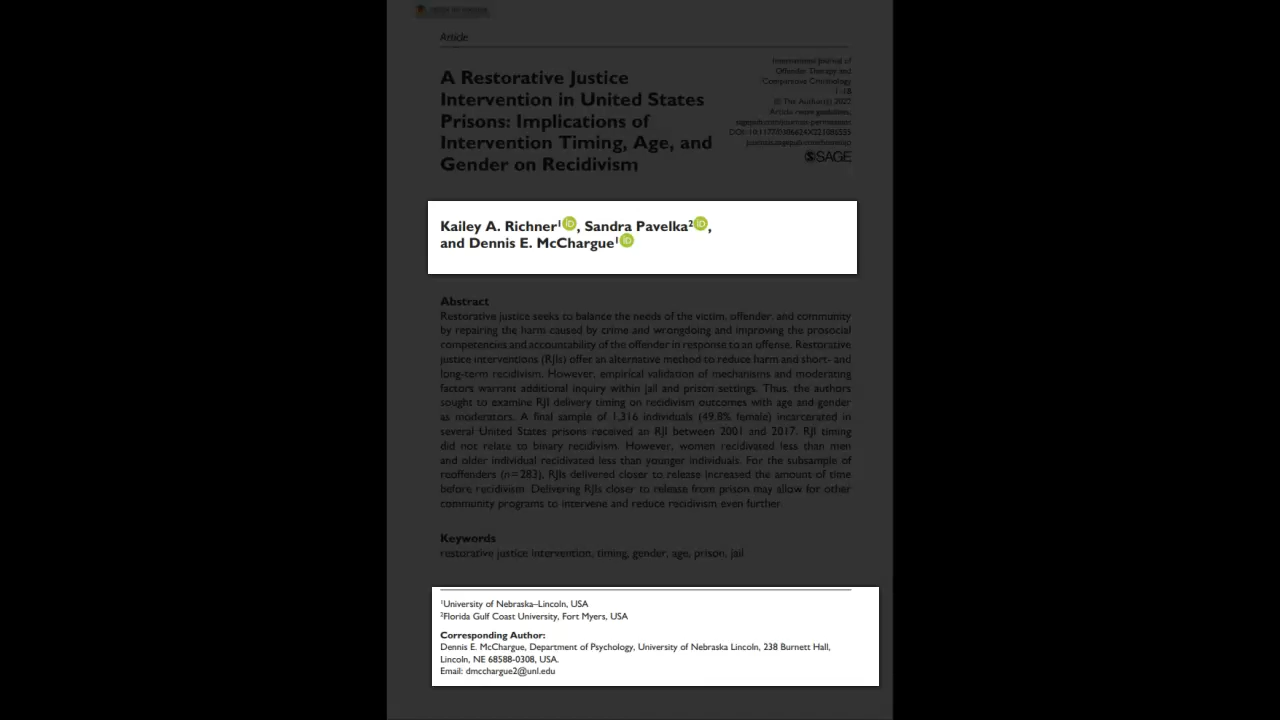 Article
A Restorative Justice
Intervention in United States
Prisons: Implications of
Intervention Timing, Age, and
Gender on Recidivism
International Journal of
Offender Therapy and
Comparative Criminology
1–18
© The Author(s) 2022
Article reuse guidelines:
sagepub.com/journals-permissions
SAGE
Kailey A. Richner1 iD, Sandra Pavelka2 iD,
and Dennis E. McChargue1 iD
Abstract
Restorative justice seeks to balance the needs of the victim, offender, and community
by repairing the harm caused by crime and wrongdoing and improving the prosocial
competencies and accountability of the offender in response to an offense. Restorative
justice interventions (RJIs) offer an alternative method to reduce harm and short- and
long-term recidivism. However, empirical validation of mechanisms and moderating
factors warrant additional inquiry within jail and prison settings. Thus, the authors
sought to examine RJI delivery timing on recidivism outcomes with age and gender
as moderators. A final sample of 1,316 individuals (49.8% female) incarcerated in
several United States prisons received an RJI between 2001 and 2017. RJI timing
did not relate to binary recidivism. However, women recidivated less than men
and older individual recidivated less than younger individuals. For the subsample of
reoffenders (n=283), RJIs delivered closer to release increased the amount of time
before recidivism. Delivering RJIs closer to release from prison may allow for other
community programs to intervene and reduce recidivism even further.
Keywords
restorative justice intervention, timing, gender, age, prison, jail
1University of Nebraska–Lincoln, USA
2Florida Gulf Coast University, Fort Myers, USA
Corresponding Author:
Dennis E. McChargue, Department of Psychology, University of Nebraska Lincoln, 238 Burnett Hall,
Lincoln, NE 68588-0308, USA.
Email: dmcchargue2@unl.edu